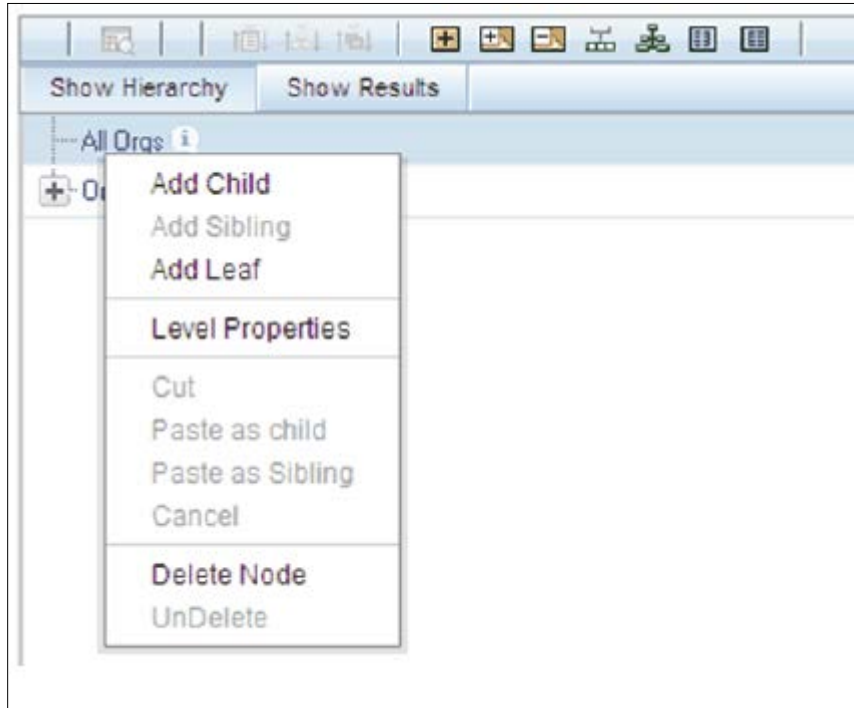 Show Hierarchy Show Results
All Orgs i
Add Child
Add Sibling
Add Leaf
Level Properties
Cut
Paste as child
Paste as Sibling
Cancel
Delete Node
UnDelete